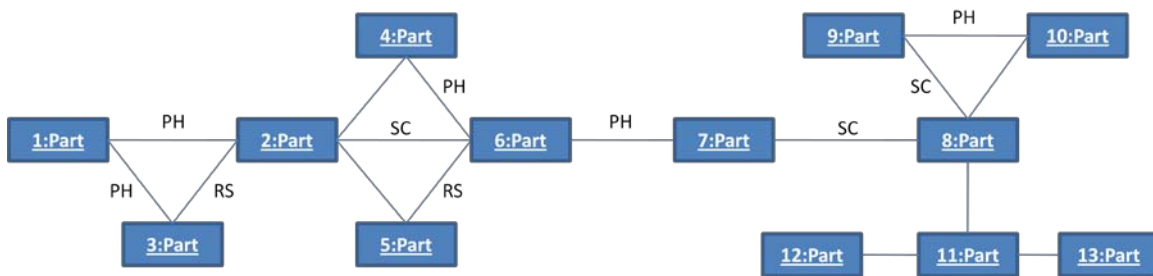 PH
9:Part
10:Part
4:Part
PH
SC
PH
SC
PH
SC
1:Part
2:Part
6:Part
7:Part
8:Part
PH
RS
RS
3:Part
5:Part
12:Part
11:Part
13:Part